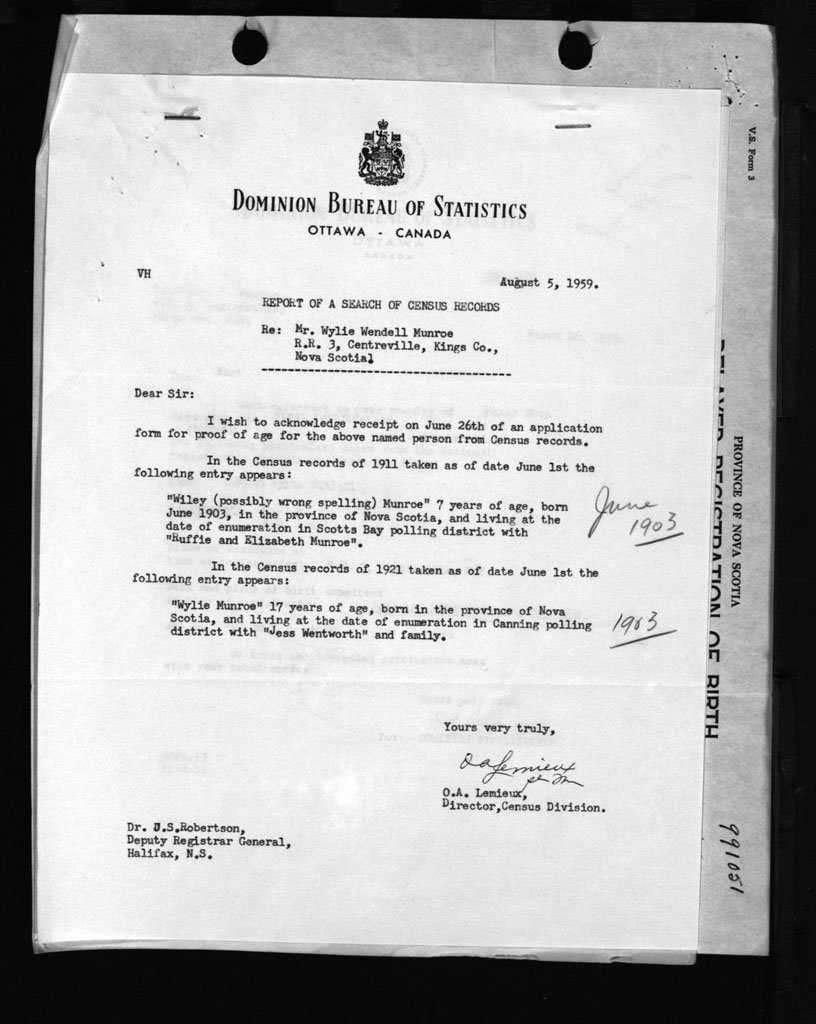 DOMINION BUREAU OF STATISTICS
OTTAWA - CANADA
VH
August 5, 1959.
REPORT OF A SEARCH OF CENSUS RECORDS
Re: Mr. Wylie Wendell Munroe
R.R. 3, Centreville, Kings Co.,
Nova Scotia
Dear Sir:
I wish to acknowledge receipt on June 26th of an application
form for proof of age for the above named person from Census records.
In the Census records of 1911 taken as of date June 1st the
following entry appears:
"Wiley (possibly wrong spelling) Munroe" 7 years of age, born
June 1903, in the province of Nova Scotia, and living at the
date of enumeration in Scotts Bay polling district with
"Ruffie and Elizabeth Munroe".
June
1903
In the Census records of 1921 taken as of date June 1st the
following entry appears:
"Wylie Munroe" 17 years of age, born in the province of Nova
Scotia, and living at the date of enumeration in Canning polling
district with "Jess Wentworth" and family.
1903
Yours very truly,
O A Lemieux
O.A. Lemieux,
Director,Census Division.
Dr. J.S.Robertson,
Deputy Registrar General,
Halifax, N.S.
V.S. Form 3
PROVINCE OF NOVA SCOTIA
DELAYED REGISTRATION OF BIRTH
991051